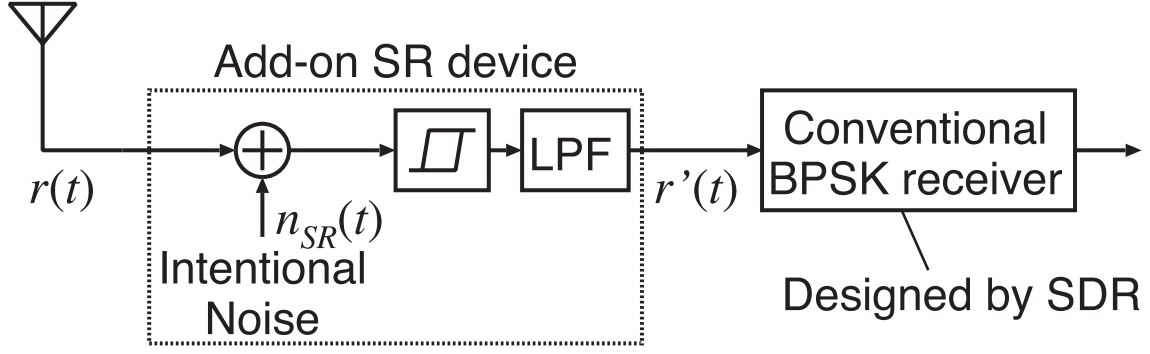 Add-on SR device
Conventional
BPSK receiver
LPF
r(t)
r’(t)
n_SR(t)
Intentional
Noise
Designed by SDR